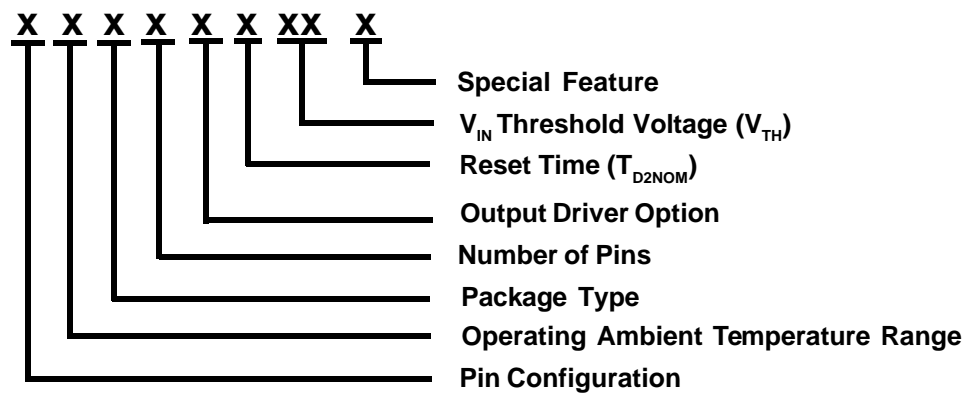 X X X X X X XX X
Special Feature
VIN Threshold Voltage (VTH)
Reset Time (TD2NOM)
Output Driver Option
Number of Pins
Package Type
Operating Ambient Temperature Range
Pin Configuration